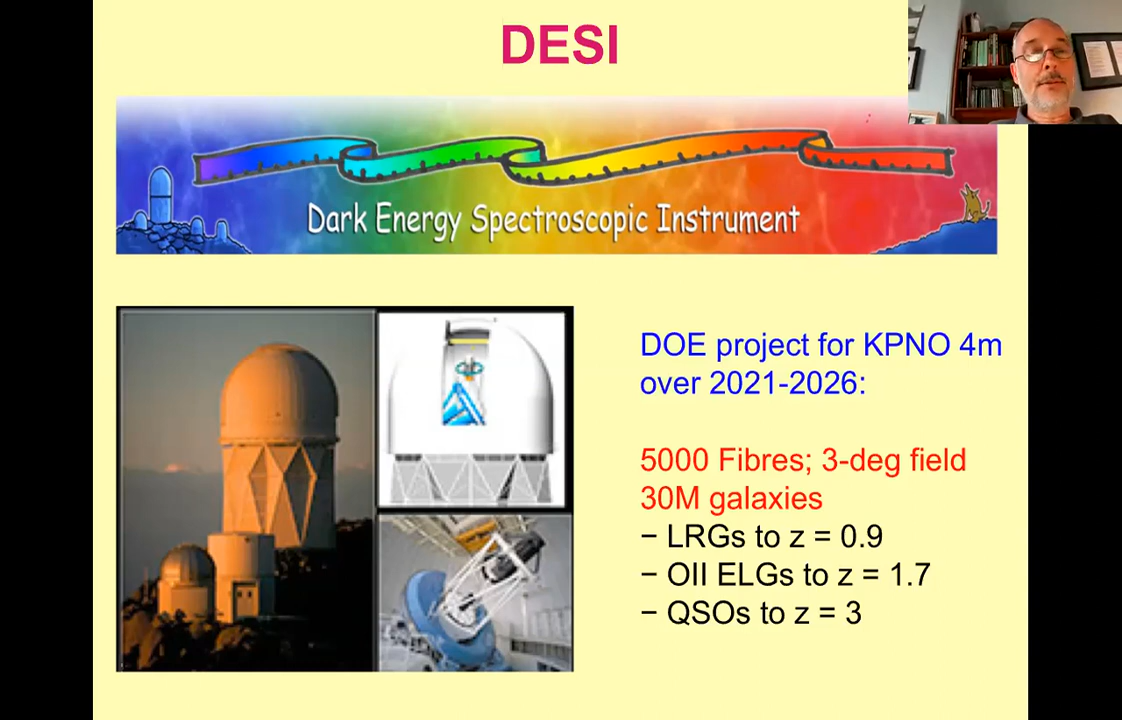 DESI
Dark Energy Spectroscopic Instrument
DOE project for KPNO 4m
over 2021-2026:
5000 Fibres; 3-deg field
30M galaxies
− LRGs to z = 0.9
− OII ELGs to z = 1.7
− QSOs to z = 3